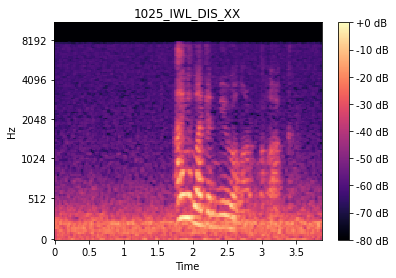 1025_IWL_DIS_XX
Hz
8192
4096
2048
1024
512
0
0 0.5 1 1.5 2 2.5 3 3.5
Time
+0 dB
-10 dB
-20 dB
-30 dB
-40 dB
-50 dB
-60 dB
-70 dB
-80 dB